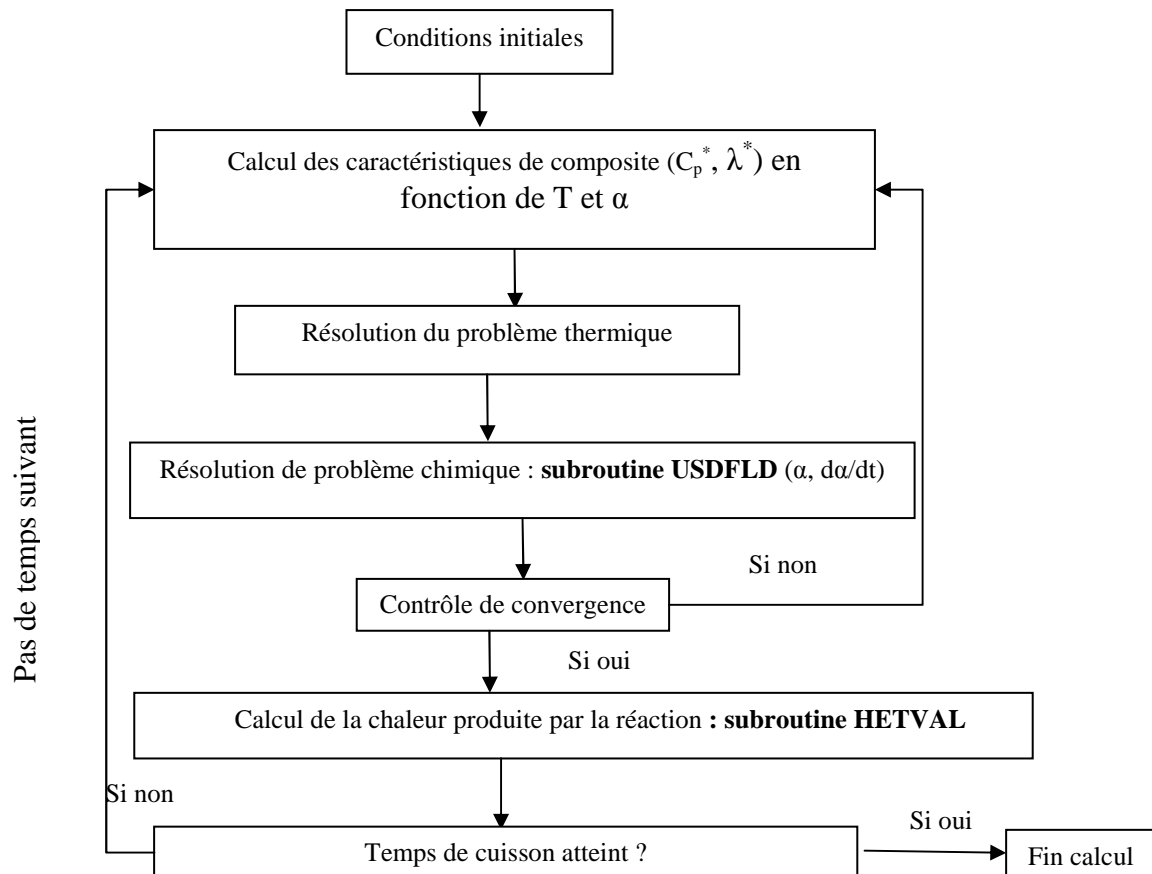 Conditions initiales
Calcul des caractéristiques de composite (Cp*, λ*) en
fonction de T et α
Résolution du problème thermique
Résolution de problème chimique : subroutine USDFLD (α, dα/dt)
Si non
Contrôle de convergence
Si oui
Calcul de la chaleur produite par la réaction : subroutine HETVAL
Si non
Pas de temps suivant
Temps de cuisson atteint ?
Si oui
Fin calcul